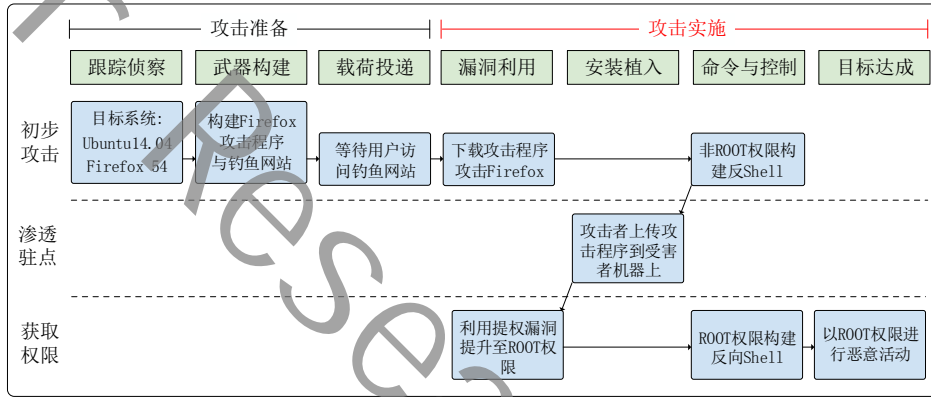 攻击准备
攻击实施
跟踪侦察
武器构建
载荷投递
漏洞利用
安装植入
命令与控制
目标达成
初步
攻击
目标系统:
Ubuntu14.04
Firefox 54
构建Firefox
攻击程序
与钓鱼网站
等待用户访
问钓鱼网站
下载攻击程序
攻击Firefox
非ROOT权限构
建反Shell
渗透
驻点
攻击者上传攻
击程序到受害
者机器上
获取
权限
利用提权漏洞
提升至ROOT权
限
ROOT权限构建
反向Shell
以ROOT权限进
行恶意活动